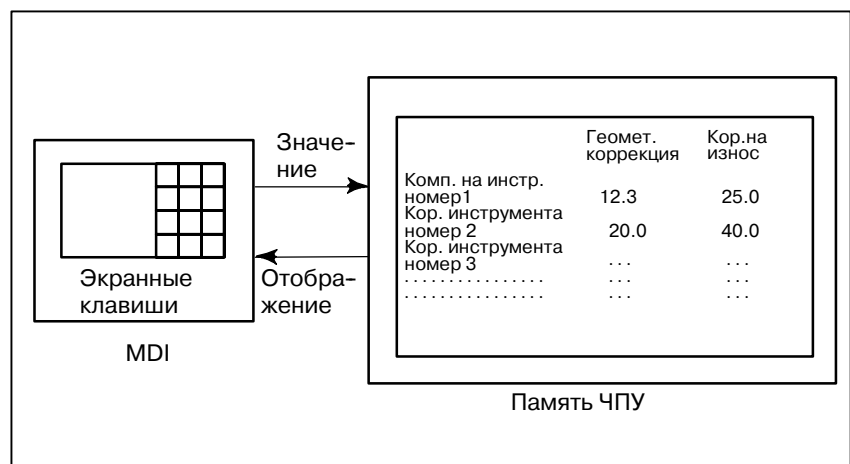 Значе-
ние
Отобра-
жение
Экранные
клавиши
MDI
Геомет.
коррекция
Кор.на
износ
Комп. на инстр.
номер1 12.3 25.0
Кор. инструмента
номер 2 20.0 40.0
Кор. инструмента
номер 3 ... ...
................ ... ...
................ ... ...
Память ЧПУ